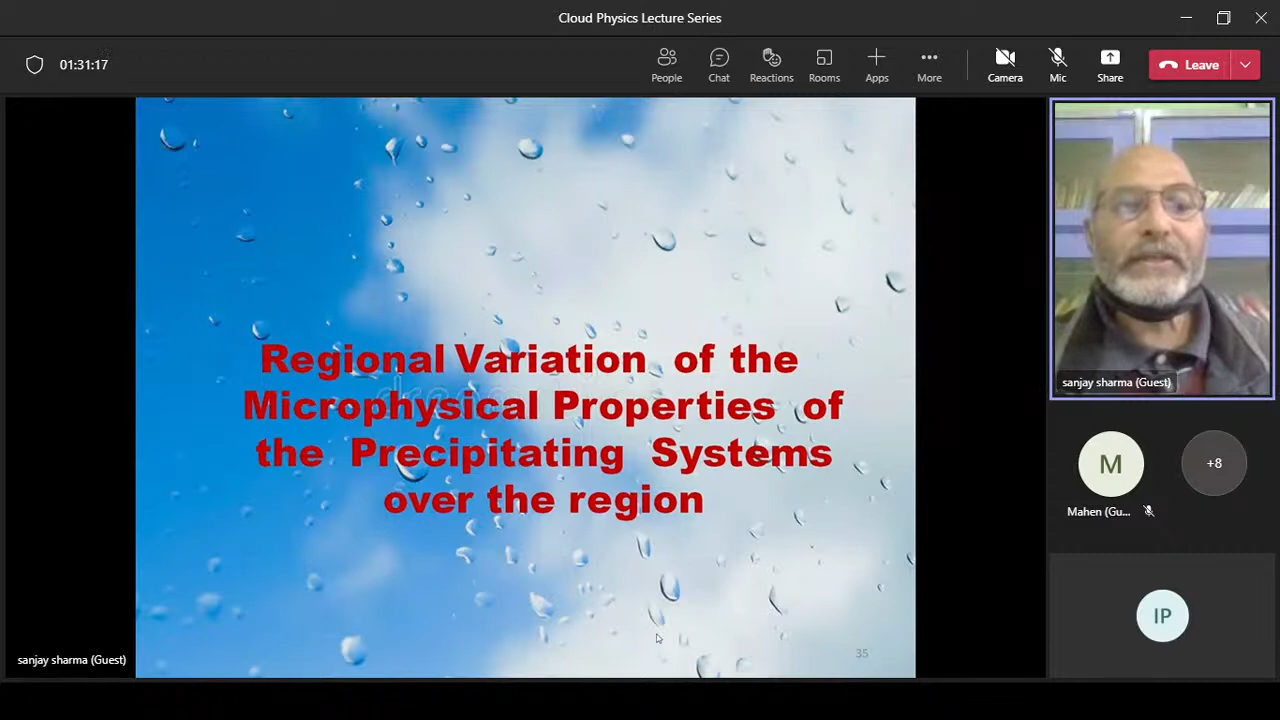 Cloud Physics Lecture Series
01:31:17
People
Chat
Reactions
Rooms
Apps
More
Camera
Mic
Share
Leave
Regional Variation of the
Microphysical Properties of
the Precipitating Systems
over the region
35
sanjay sharma (Guest)
sanjay sharma (Guest)
M
+8
Mahen (Gu...
IP